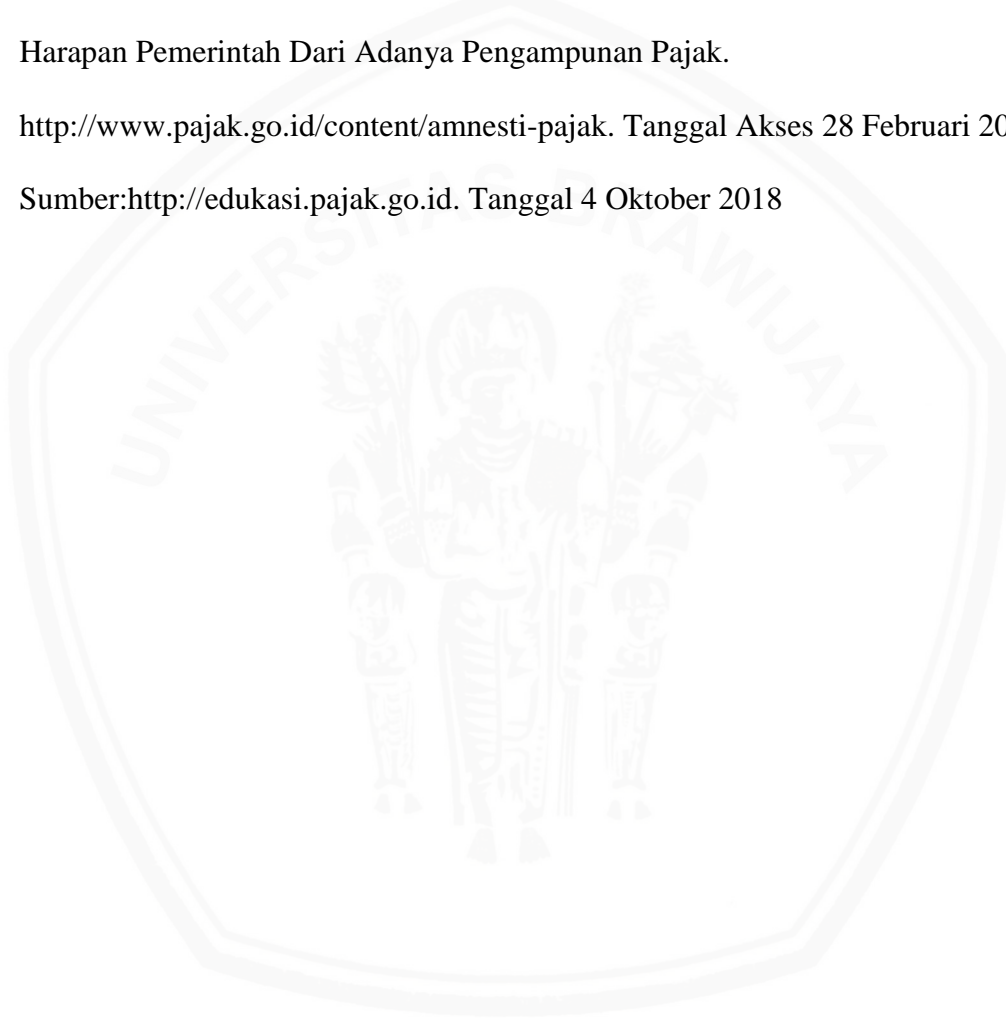 Harapan Pemerintah Dari Adanya Pengampunan Pajak.
http://www.pajak.go.id/content/amnesti-pajak. Tanggal Akses 28 Februari 20
Sumber:http://edukasi.pajak.go.id. Tanggal 4 Oktober 2018
UNIVERSITAS BRAWIJAYA